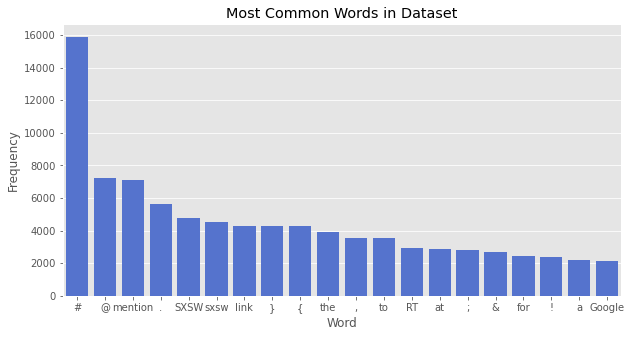 Most Common Words in Dataset
Frequency
16000
14000
12000
10000
8000
6000
4000
2000
0
# @ mention . SXSW sxsw link } { the , to RT at ; & for ! a Google
Word